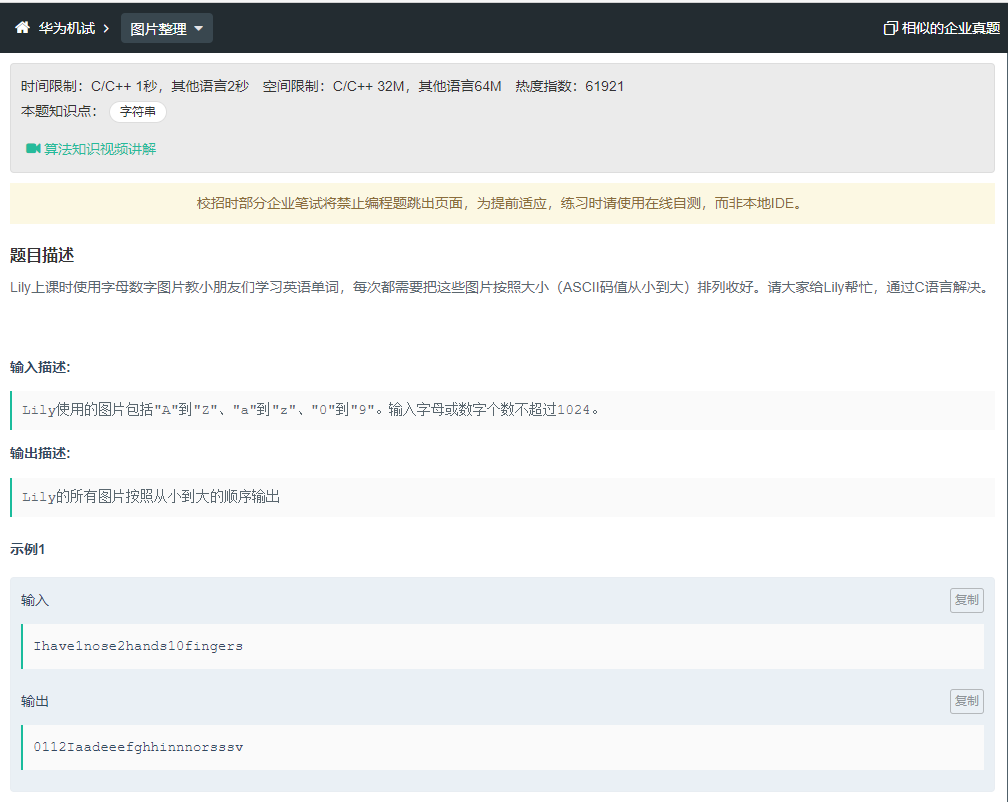 华为机试 图片整理 相似的企业真题
时间限制：C/C++ 1秒，其他语言2秒 空间限制：C/C++ 32M，其他语言64M 热度指数：61921
本题知识点： 字符串
算法知识视频讲解
校招时部分企业笔试将禁止编程题跳出页面，为提前适应，练习时请使用在线自测，而非本地IDE。
题目描述
Lily上课时使用字母数字图片教小朋友们学习英语单词，每次都需要把这些图片按照大小（ASCII码值从小到大）排列收好。请大家给Lily帮忙，通过C语言解决。
输入描述:
Lily使用的图片包括"A"到"Z"、"a"到"z"、"0"到"9"。输入字母或数字个数不超过1024。
输出描述:
Lily的所有图片按照从小到大的顺序输出
示例1
输入 复制
Ihave1nose2hands10fingers
输出 复制
0112Iaadeeefghhinnnorsssv